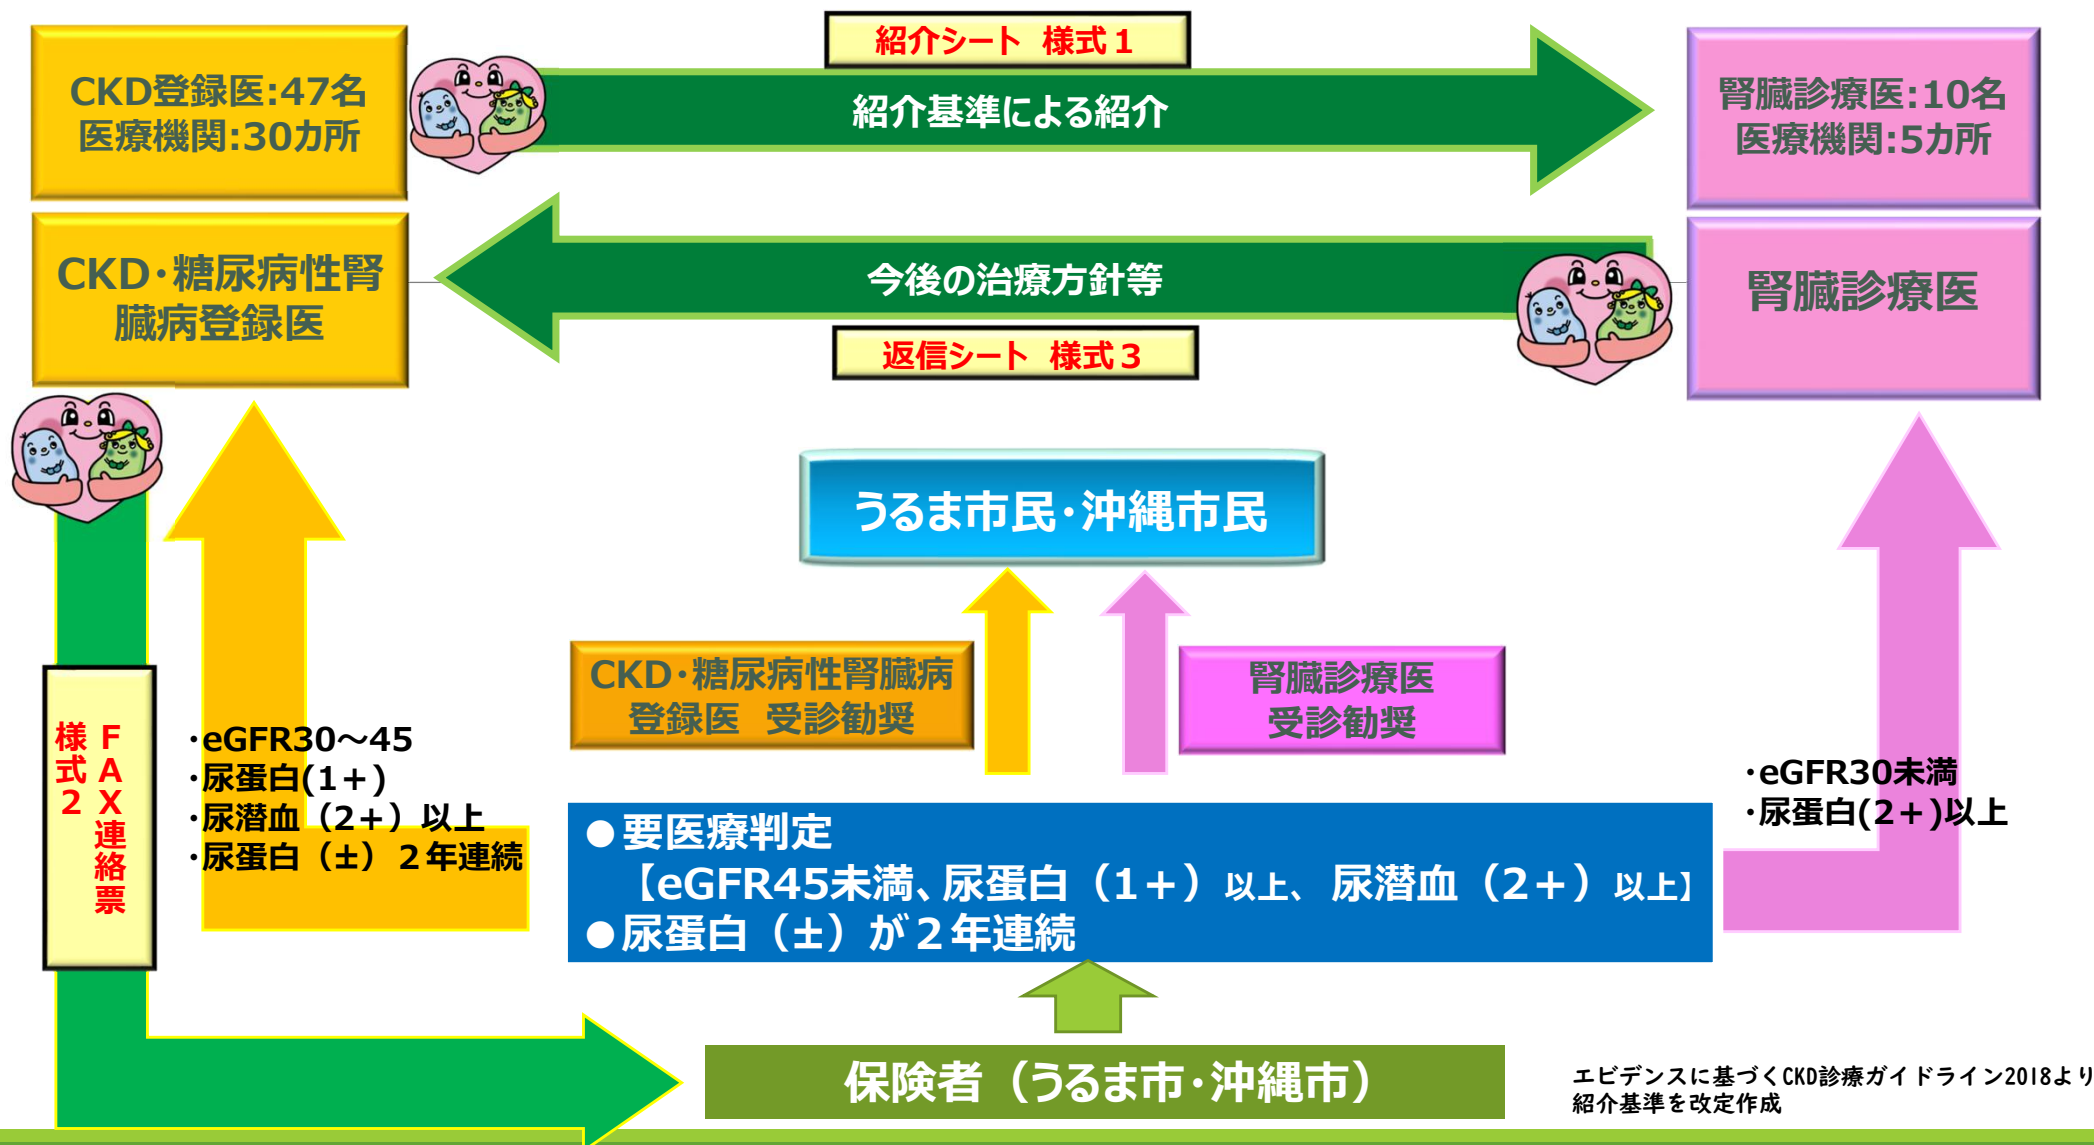 紹介シート 様式1
CKD登録医:47名
医療機関:30カ所
紹介基準による紹介
腎臓診療医:10名
医療機関:5カ所
CKD・糖尿病性腎
臓病登録医
今後の治療方針等
腎臓診療医
返信シート 様式3
うるま市民・沖縄市民
CKD・糖尿病性腎臓病
登録医 受診勧奨
腎臓診療医
受診勧奨
FAX連絡票
様式2
・eGFR30～45
・尿蛋白(1+)
・尿潜血（2+）以上
・尿蛋白（±）２年連続
・eGFR30未満
・尿蛋白(2+)以上
●要医療判定
【eGFR45未満、尿蛋白（1+）以上、尿潜血（2+）以上】
●尿蛋白（±）が２年連続
保険者（うるま市・沖縄市）
エビデンスに基づくCKD診療ガイドライン2018より
紹介基準を改定作成